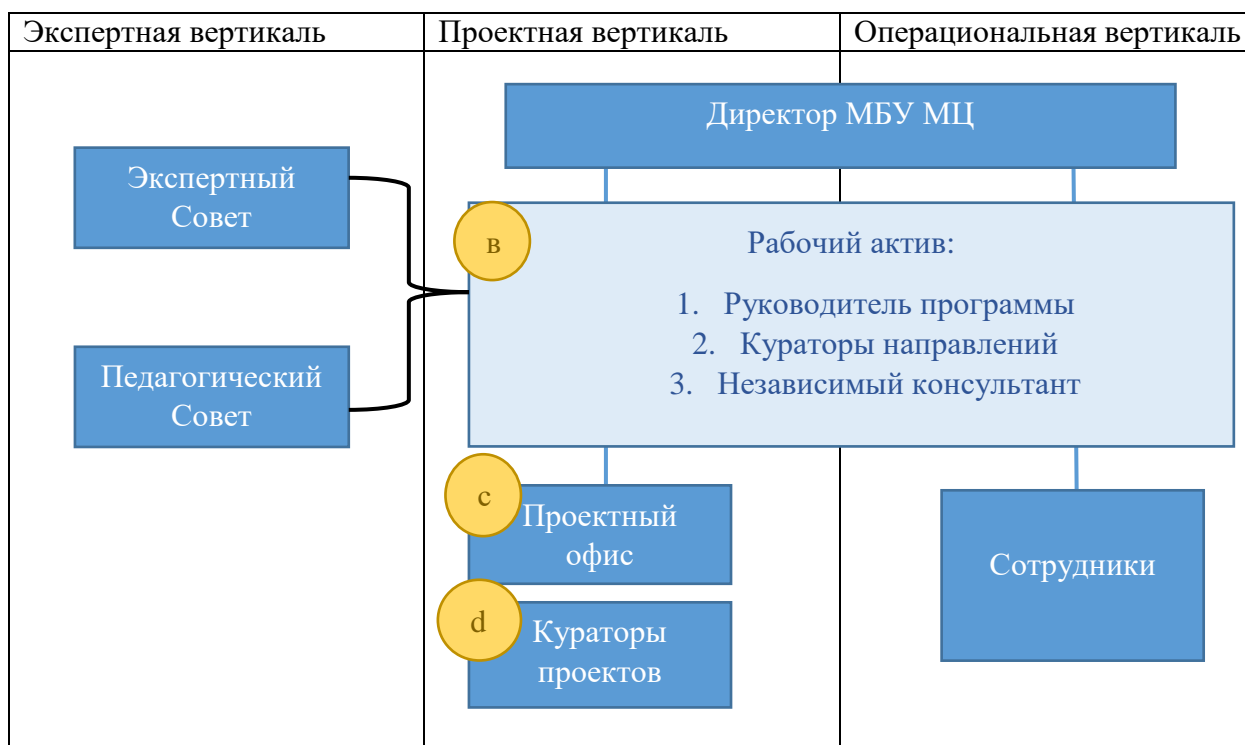 Экспертная вертикаль
Проектная вертикаль
Операциональная вертикаль
Директор МБУ МЦ
Экспертный
Совет
Педагогический
Совет
в
Рабочий актив:
1. Руководитель программы
2. Кураторы направлений
3. Независимый консультант
c
Проектный
офис
d
Кураторы
проектов
Сотрудники